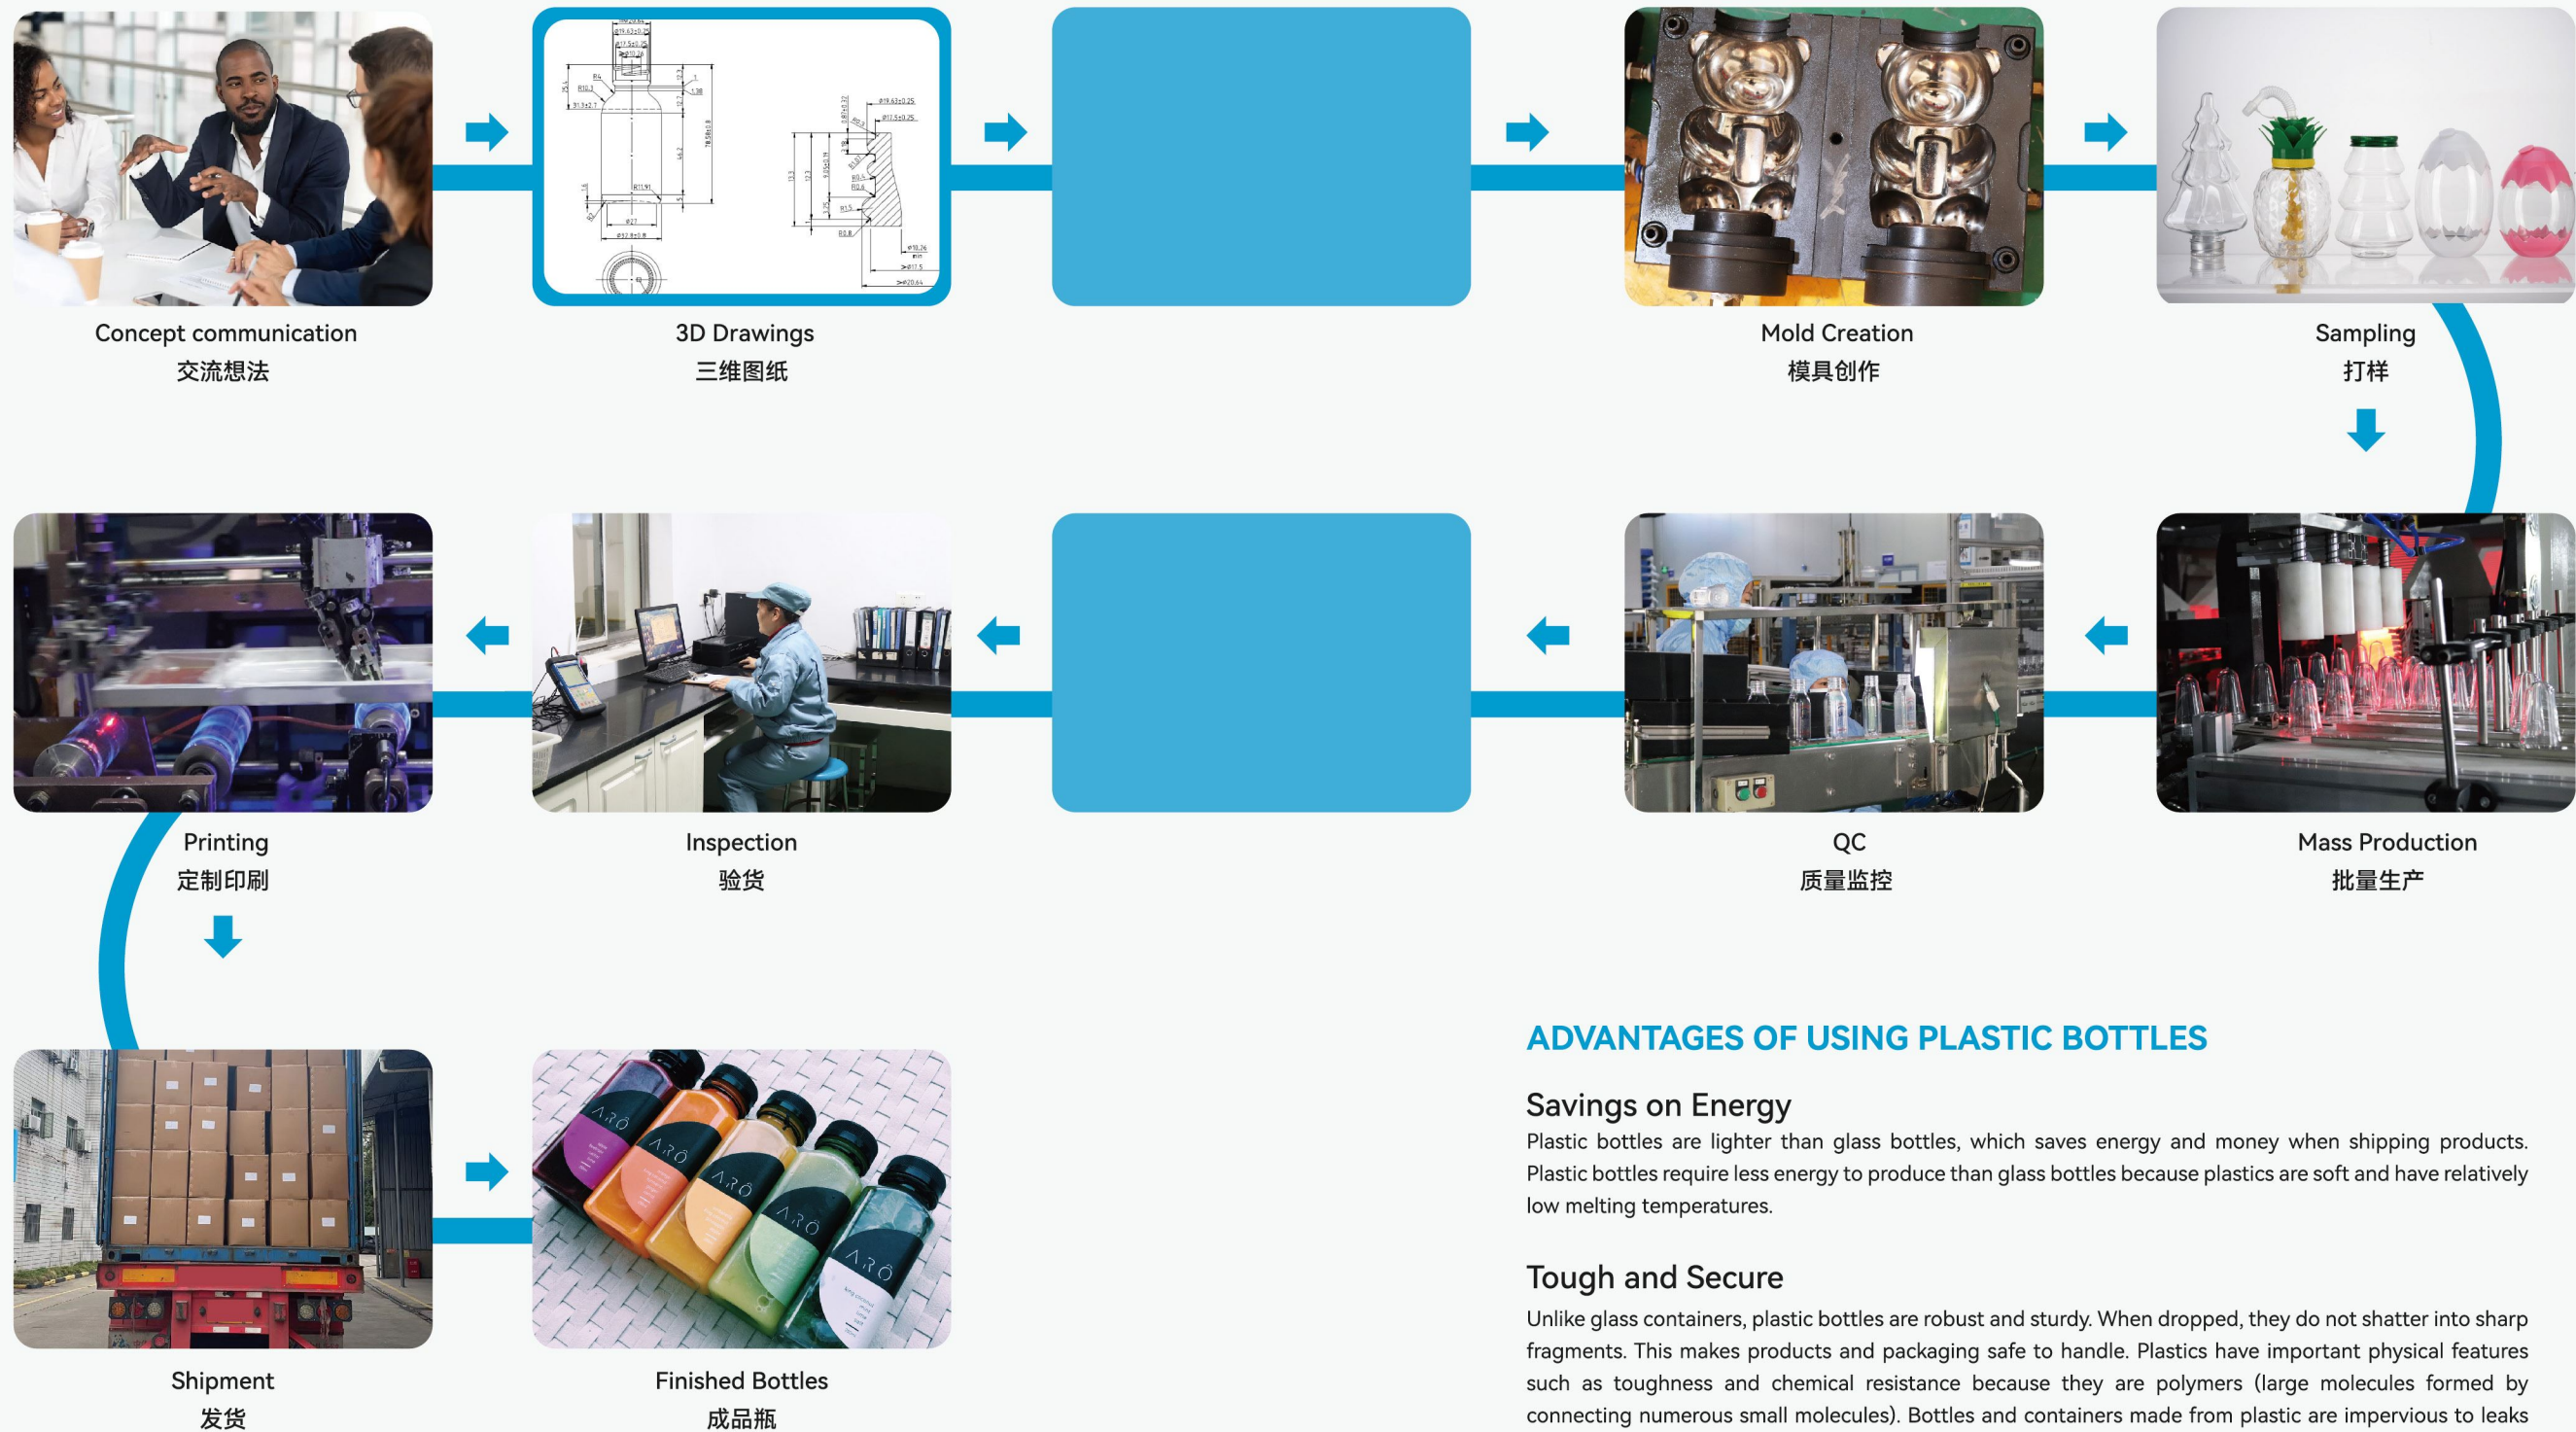 Concept communication
交流想法
3D Drawings
三维图纸
Mold Creation
模具创作
Sampling
打样
Printing
定制印刷
Inspection
验货
QC
质量监控
Mass Production
批量生产
Shipment
发货
ARÔ
ARÔ
ARÔ
ARÔ
ARÔ
Finished Bottles
成品瓶
ADVANTAGES OF USING PLASTIC BOTTLES
Savings on Energy
Plastic bottles are lighter than glass bottles, which saves energy and money when shipping products.
Plastic bottles require less energy to produce than glass bottles because plastics are soft and have relatively
low melting temperatures.
Tough and Secure
Unlike glass containers, plastic bottles are robust and sturdy. When dropped, they do not shatter into sharp
fragments. This makes products and packaging safe to handle. Plastics have important physical features
such as toughness and chemical resistance because they are polymers (large molecules formed by
connecting numerous small molecules). Bottles and containers made from plastic are impervious to leaks